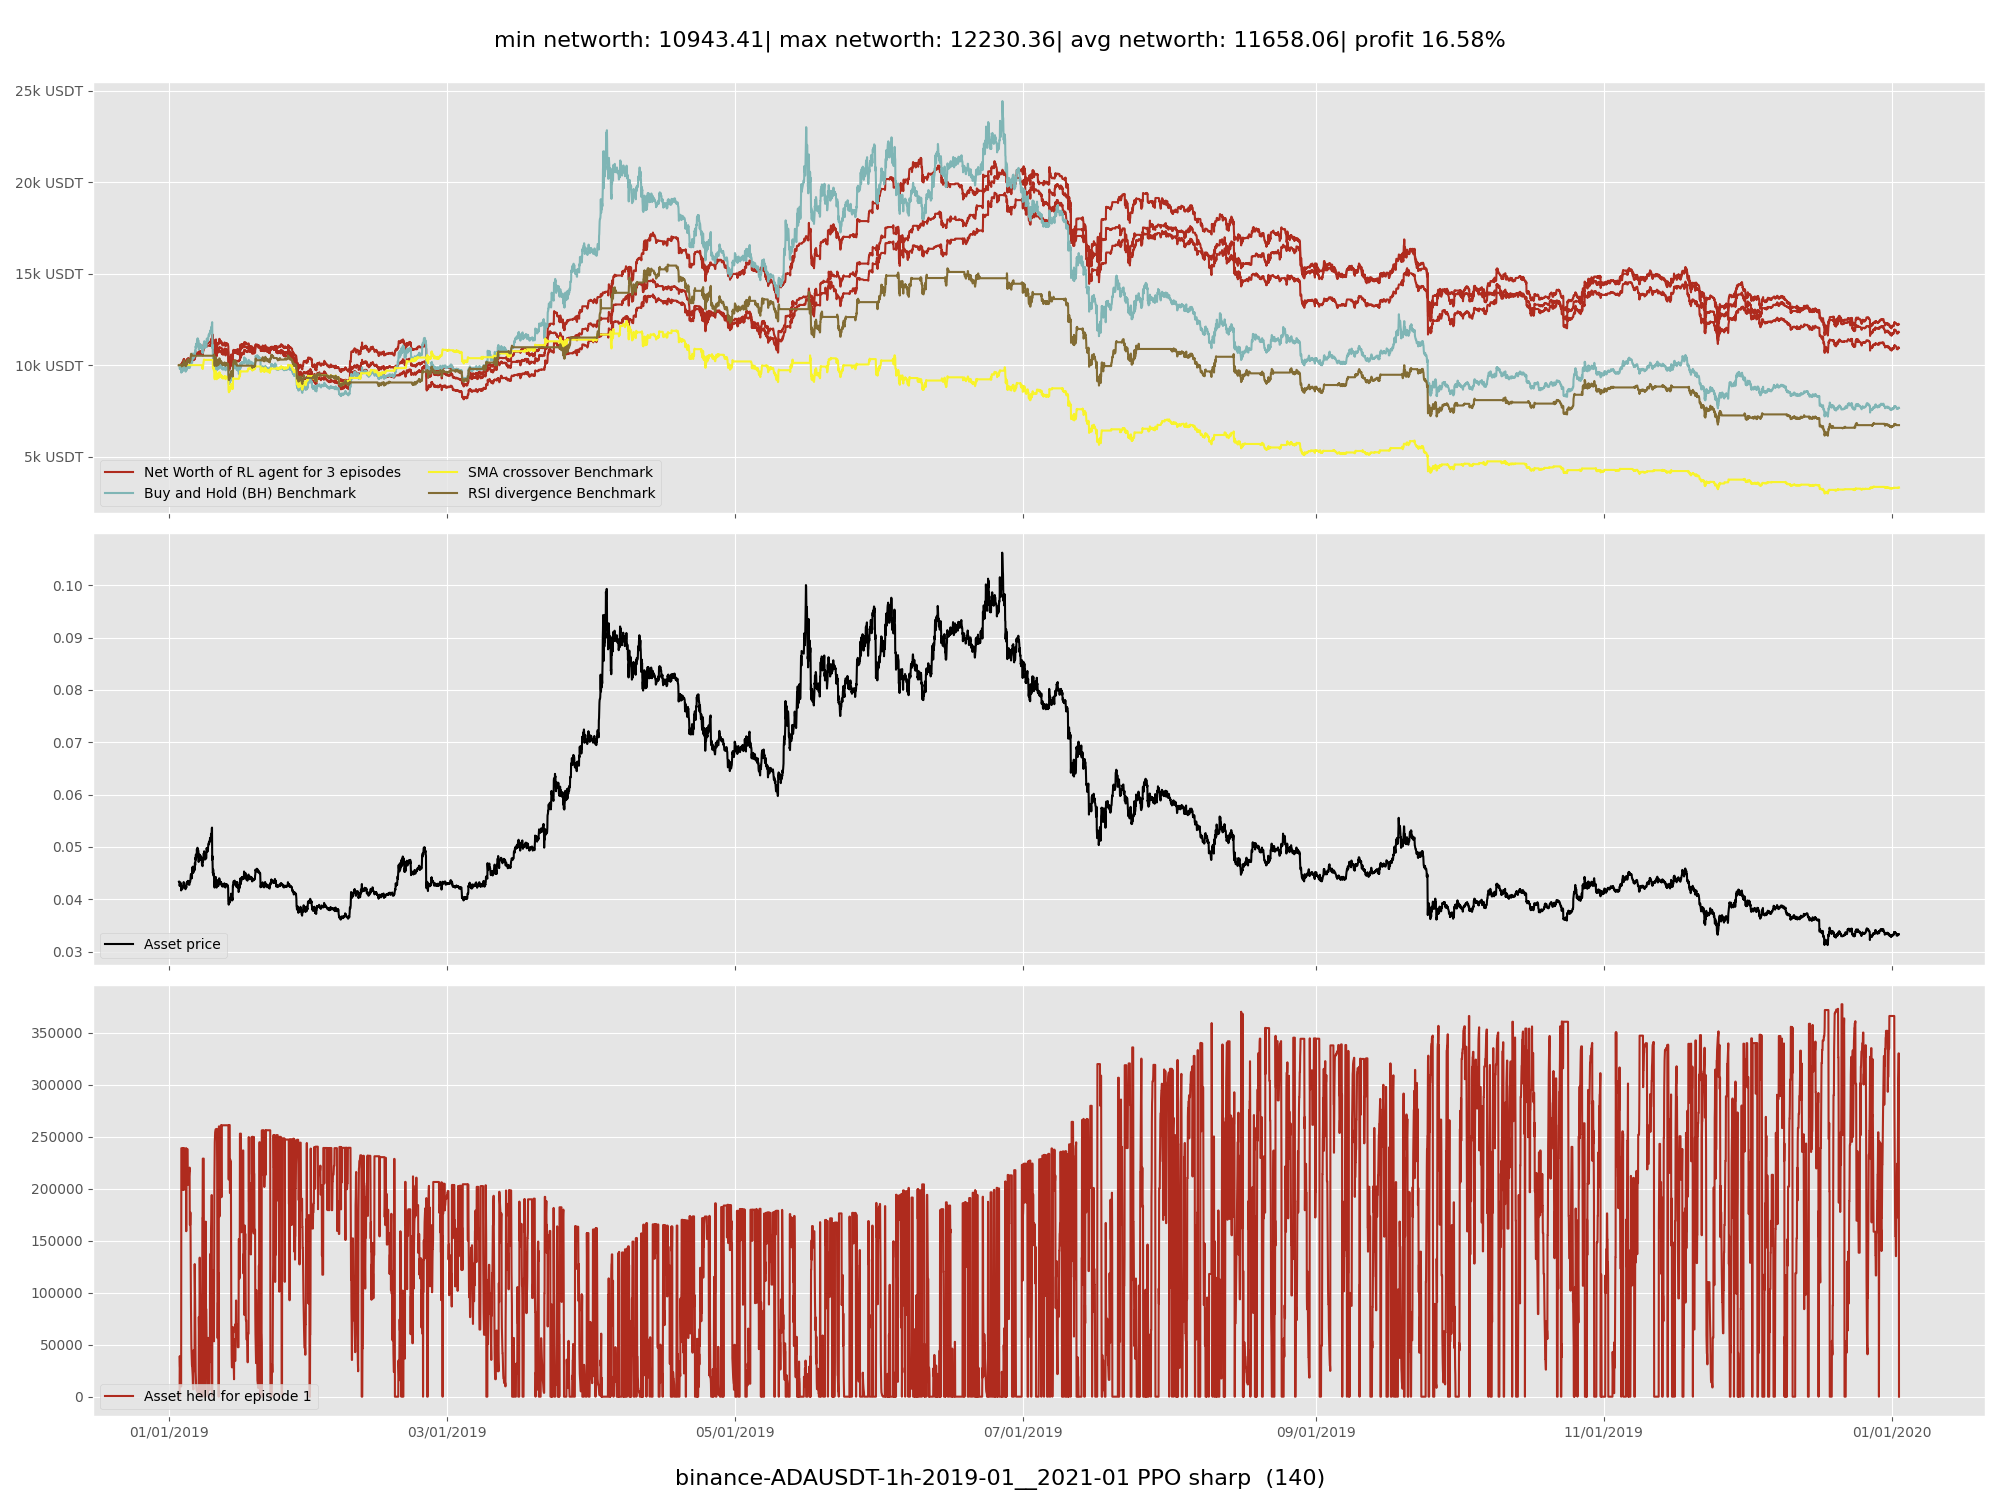 min networth: 10943.41| max networth: 12230.36| avg networth: 11658.06| profit 16.58%
25k USDT
20k USDT
15k USDT
10k USDT
5k USDT
Net Worth of RL agent for 3 episodes
Buy and Hold (BH) Benchmark
SMA crossover Benchmark
RSI divergence Benchmark
0.10
0.09
0.08
0.07
0.06
0.05
0.04
0.03
Asset price
350000
300000
250000
200000
150000
100000
50000
0
Asset held for episode 1
01/01/2019 03/01/2019 05/01/2019 07/01/2019 09/01/2019 11/01/2019 01/01/2020
binance-ADAUSDT-1h-2019-01__2021-01 PPO sharp (140)